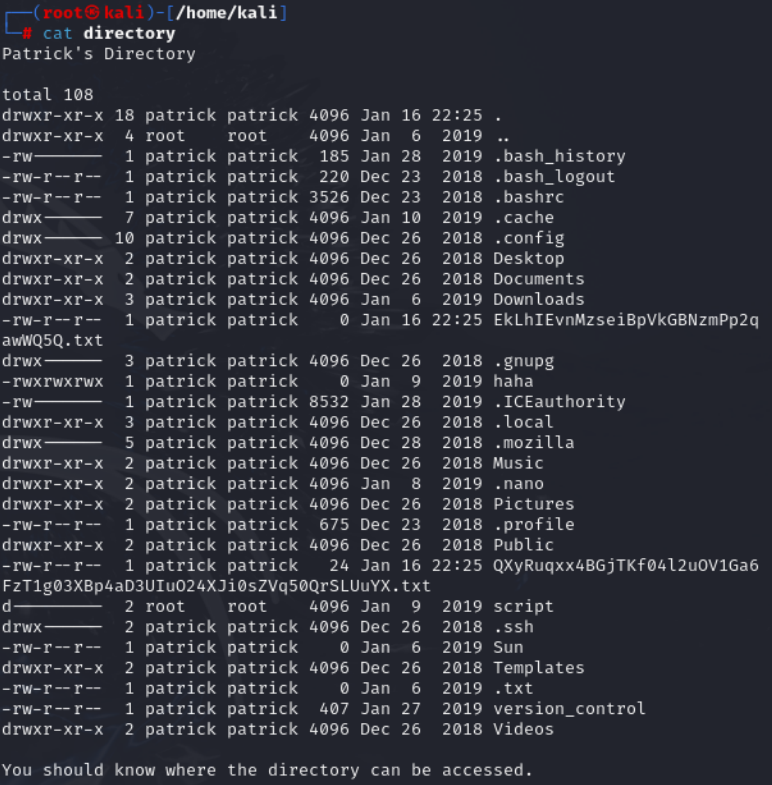 ┌──(root㉿kali)-[/home/kali]
└─# cat directory
Patrick's Directory

total 108
drwxr-xr-x 18 patrick patrick 4096 Jan 16 22:25 .
drwxr-xr-x  4 root    root    4096 Jan  6  2019 ..
-rw-------  1 patrick patrick  185 Jan 28  2019 .bash_history
-rw-r--r--  1 patrick patrick  220 Dec 23  2018 .bash_logout
-rw-r--r--  1 patrick patrick 3526 Dec 23  2018 .bashrc
drwx------  7 patrick patrick 4096 Jan 10  2019 .cache
drwx------ 10 patrick patrick 4096 Dec 26  2018 .config
drwxr-xr-x  2 patrick patrick 4096 Dec 26  2018 Desktop
drwxr-xr-x  2 patrick patrick 4096 Dec 26  2018 Documents
drwxr-xr-x  3 patrick patrick 4096 Jan  6  2019 Downloads
-rw-r--r--  1 patrick patrick    0 Jan 16 22:25 EkLhIEvnMzseiBpVkGBNzmPp2q
awWQ5Q.txt
drwx------  3 patrick patrick 4096 Dec 26  2018 .gnupg
-rwxrwxrwx  1 patrick patrick    0 Jan  9  2019 haha
-rw-------  1 patrick patrick 8532 Jan 28  2019 .ICEauthority
drwxr-xr-x  3 patrick patrick 4096 Dec 26  2018 .local
drwx------  5 patrick patrick 4096 Dec 28  2018 .mozilla
drwxr-xr-x  2 patrick patrick 4096 Dec 26  2018 Music
drwxr-xr-x  2 patrick patrick 4096 Jan  8  2019 .nano
drwxr-xr-x  2 patrick patrick 4096 Dec 26  2018 Pictures
-rw-r--r--  1 patrick patrick  675 Dec 23  2018 .profile
drwxr-xr-x  2 patrick patrick 4096 Dec 26  2018 Public
-rw-r--r--  1 patrick patrick   24 Jan 16 22:25 QXyRuqxx4BGjTKf04l2uOV1Ga6
FzT1g03XBp4aD3UIuO24XJi0sZVq50QrSLUuYX.txt
d---------  2 root    root    4096 Jan  9  2019 script
drwx------  2 patrick patrick 4096 Dec 26  2018 .ssh
-rw-r--r--  1 patrick patrick    0 Jan  6  2019 Sun
drwxr-xr-x  2 patrick patrick 4096 Dec 26  2018 Templates
-rw-r--r--  1 patrick patrick    0 Jan  6  2019 .txt
-rw-r--r--  1 patrick patrick  407 Jan 27  2019 version_control
drwxr-xr-x  2 patrick patrick 4096 Dec 26  2018 Videos

You should know where the directory can be accessed.